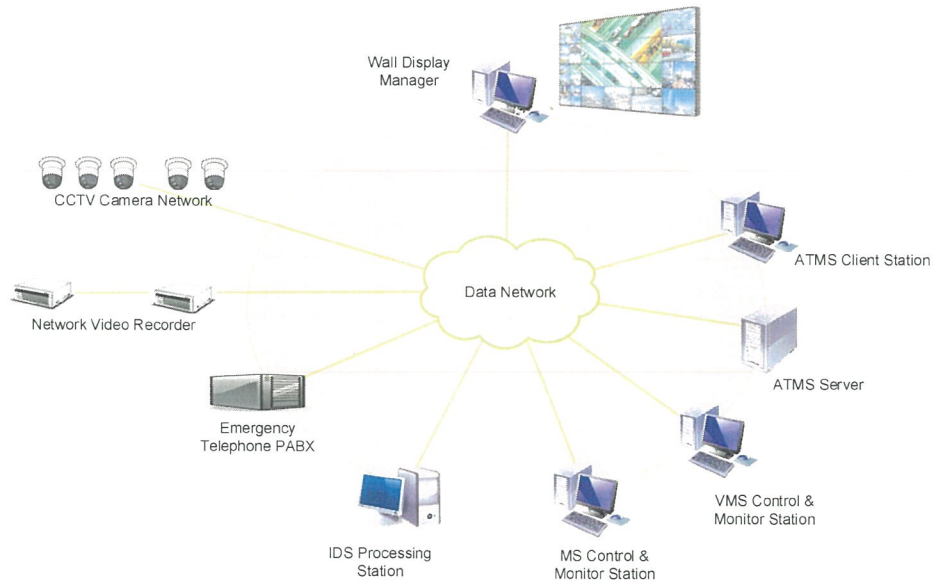 Wall Display
Manager
CCTV Camera Network
ATMS Client Station
Data Network
Network Video Recorder
ATMS Server
Emergency
Telephone PABX
VMS Control &
Monitor Station
IDS Processing
Station
MS Control &
Monitor Station